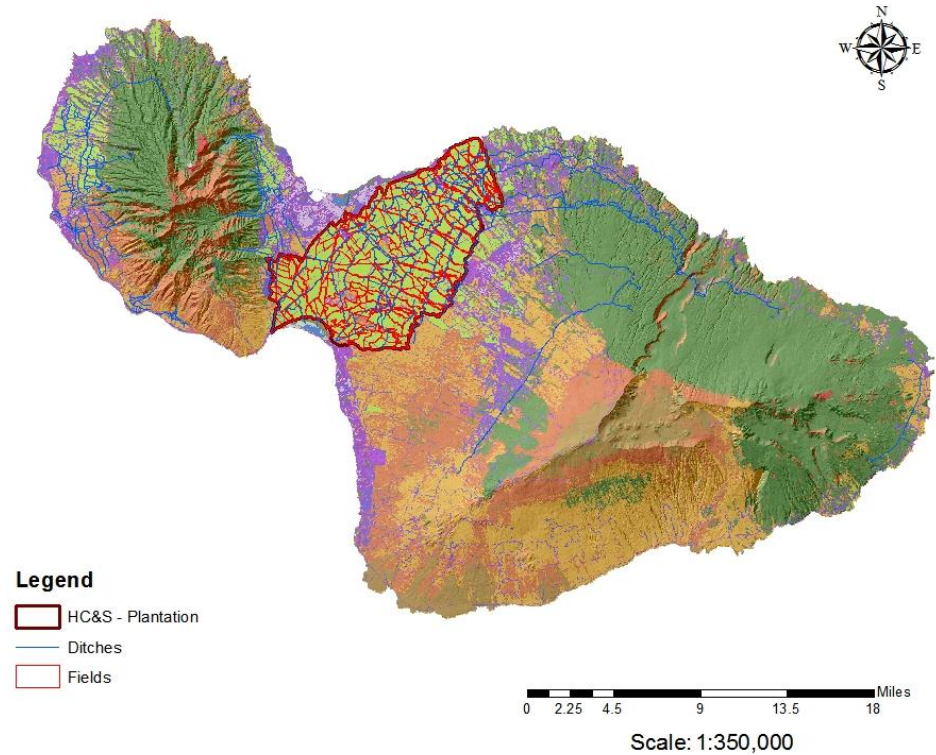 N
W E
S
Legend
HC&S - Plantation
Ditches
Fields
Miles
0 2.25 4.5 9 13.5 18
Scale: 1:350,000